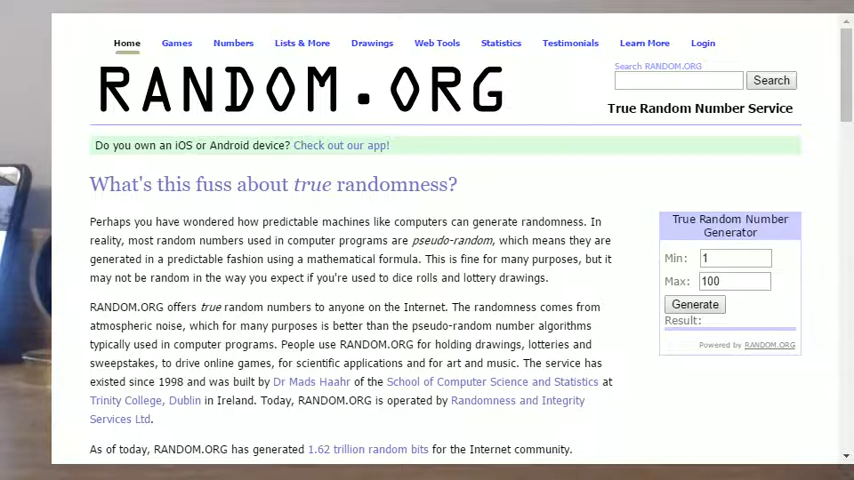 Home Games Numbers Lists & More Drawings Web Tools Statistics Testimonials Learn More Login
RANDOM.ORG
Search RANDOM.ORG
Search
True Random Number Service
Do you own an iOS or Android device? Check out our app!
What's this fuss about true randomness?
Perhaps you have wondered how predictable machines like computers can generate randomness. In
reality, most random numbers used in computer programs are pseudo-random, which means they are
generated in a predictable fashion using a mathematical formula. This is fine for many purposes, but it
may not be random in the way you expect if you're used to dice rolls and lottery drawings.
RANDOM.ORG offers true random numbers to anyone on the Internet. The randomness comes from
atmospheric noise, which for many purposes is better than the pseudo-random number algorithms
typically used in computer programs. People use RANDOM.ORG for holding drawings, lotteries and
sweepstakes, to drive online games, for scientific applications and for art and music. The service has
existed since 1998 and was built by Dr Mads Haahr of the School of Computer Science and Statistics at
Trinity College, Dublin in Ireland. Today, RANDOM.ORG is operated by Randomness and Integrity
Services Ltd.
As of today, RANDOM.ORG has generated 1.62 trillion random bits for the Internet community.
True Random Number
Generator
Min: 1
Max: 100
Generate
Result:
Powered by RANDOM.ORG